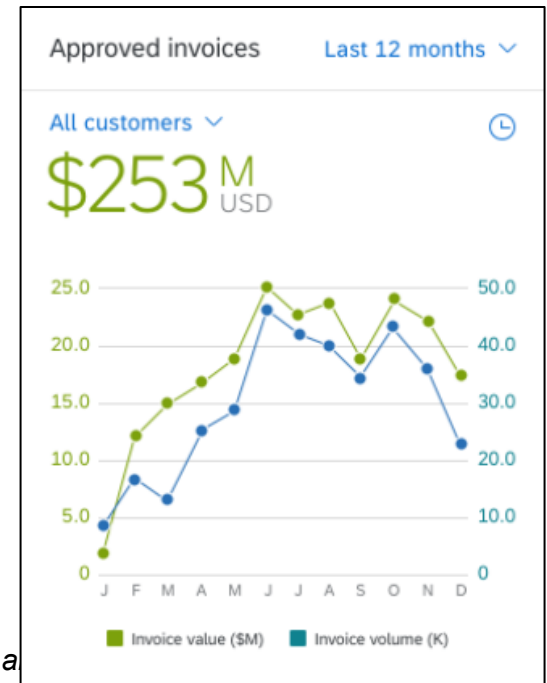 Approved invoices Last 12 months
All customers
$253 M
USD
25.0 50.0
20.0 40.0
15.0 30.0
10.0 20.0
5.0 10.0
0 0
J F M A M J J A S O N D
Invoice value ($M) Invoice volume (K)